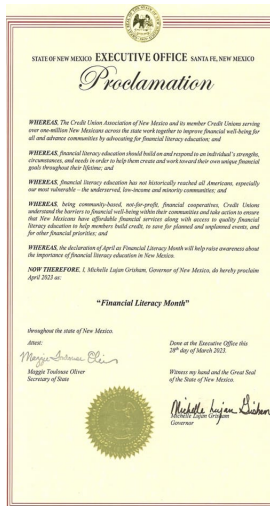 STATE OF NEW MEXICO EXECUTIVE OFFICE SANTA FE, NEW MEXICO
Proclamation
WHEREAS, The Credit Union Association of New Mexico and its member Credit Unions serving
over one-million New Mexicans across the state work together to improve financial well-being for
all and advance communities by advocating for financial literacy education; and
WHEREAS, financial literacy education should build on and respond to an individual's strengths,
circumstances, and needs in order to help them create and work toward their own unique financial
goals throughout their lifetime; and
WHEREAS, financial literacy education has not historically reached all Americans, especially
our most vulnerable – the underserved, low-income and minority communities; and
WHEREAS, being community-based, not-for-profit, financial cooperatives, Credit Unions
understand the barriers to financial well-being within their communities and take action to ensure
that New Mexicans have affordable financial services along with access to quality financial
literacy education to help members build credit, to save for planned and unplanned events, and
for other financial priorities; and
WHEREAS, the declaration of April as Financial Literacy Month will help raise awareness about
the importance of financial literacy education in New Mexico.
NOW THEREFORE, I, Michelle Lujan Grisham, Governor of New Mexico, do hereby proclaim
April 2023 as:
"Financial Literacy Month"
throughout the state of New Mexico.
Attest:
Done at the Executive Office this
28th day of March 2023.
Maggie Toulouse Oliver
Maggie Toulouse Oliver
Secretary of State
Witness my hand and the Great Seal
of the State of New Mexico.
Michelle Lujan Grisham
Michelle Lujan Grisham
Governor